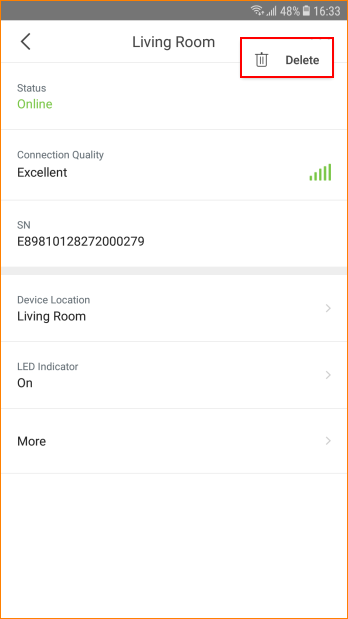 48% 16:33
Living Room
Delete
Status
Online
Connection Quality
Excellent
SN
E89810128272000279
Device Location
Living Room
LED Indicator
On
More